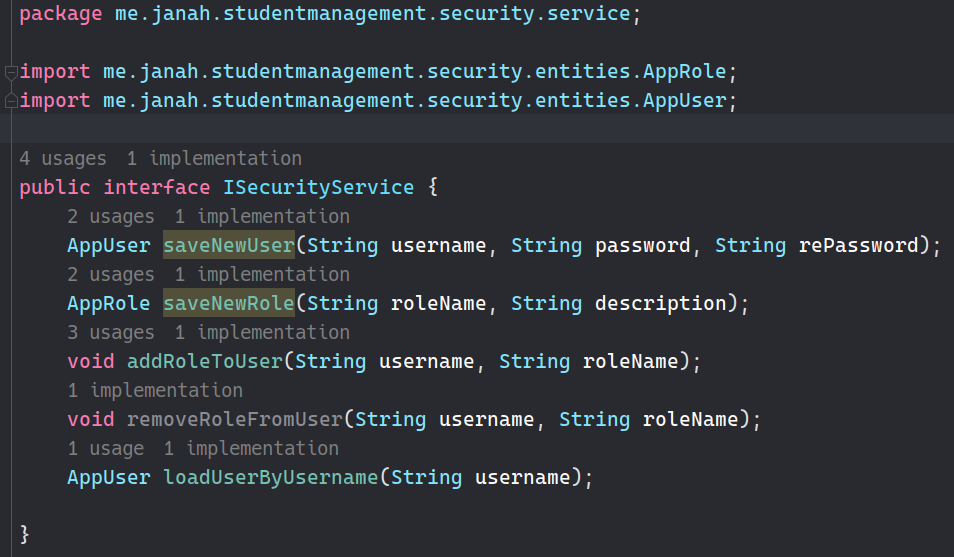 package me.janah.studentmanagement.security.service;
import me.janah.studentmanagement.security.entities.AppRole;
import me.janah.studentmanagement.security.entities.AppUser;
4 usages 1 implementation
public interface ISecurityService {
2 usages 1 implementation
AppUser saveNewUser(String username, String password, String rePassword);
2 usages 1 implementation
AppRole saveNewRole(String roleName, String description);
3 usages 1 implementation
void addRoleToUser(String username, String roleName);
1 implementation
void removeRoleFromUser(String username, String roleName);
1 usage 1 implementation
AppUser loadUserByUsername(String username);
}